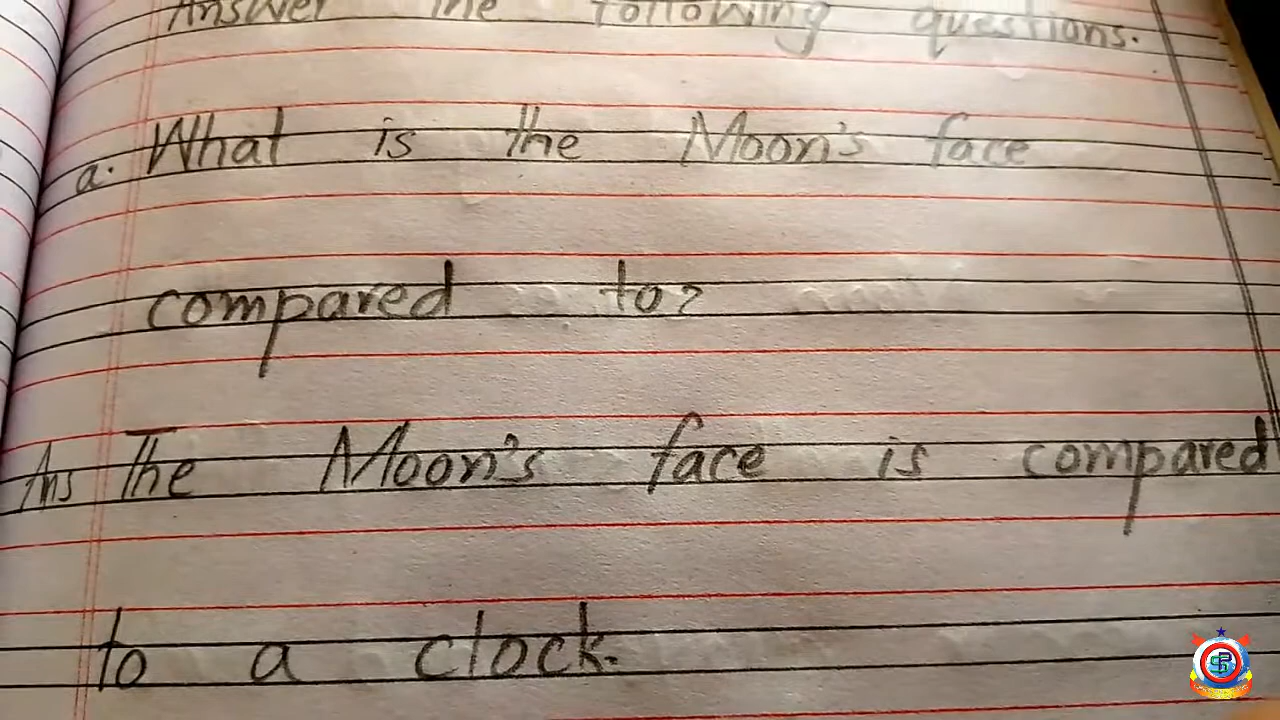 Answer the following questions.
a. What is the Moon's face
compared to?
Ans The Moon's face is compared
to a clock.